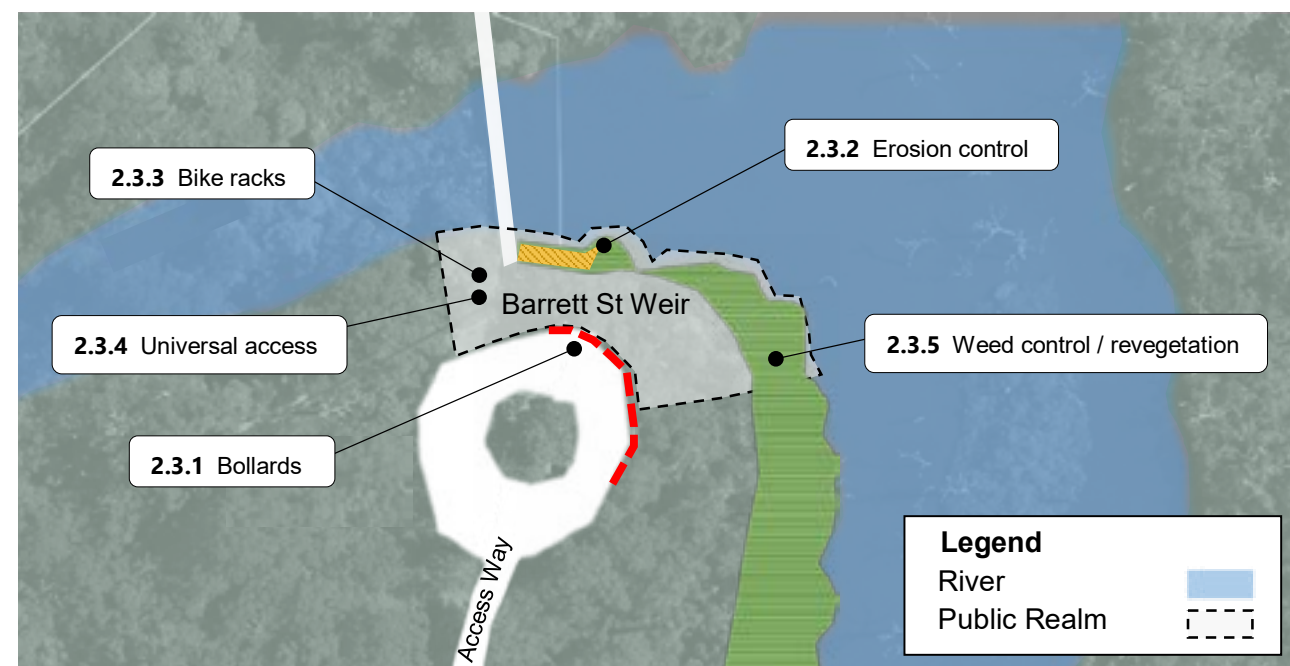 2.3.2 Erosion control
2.3.3 Bike racks
Barrett St Weir
2.3.4 Universal access
2.3.5 Weed control / revegetation
2.3.1 Bollards
Access Way
Legend
River
Public Realm